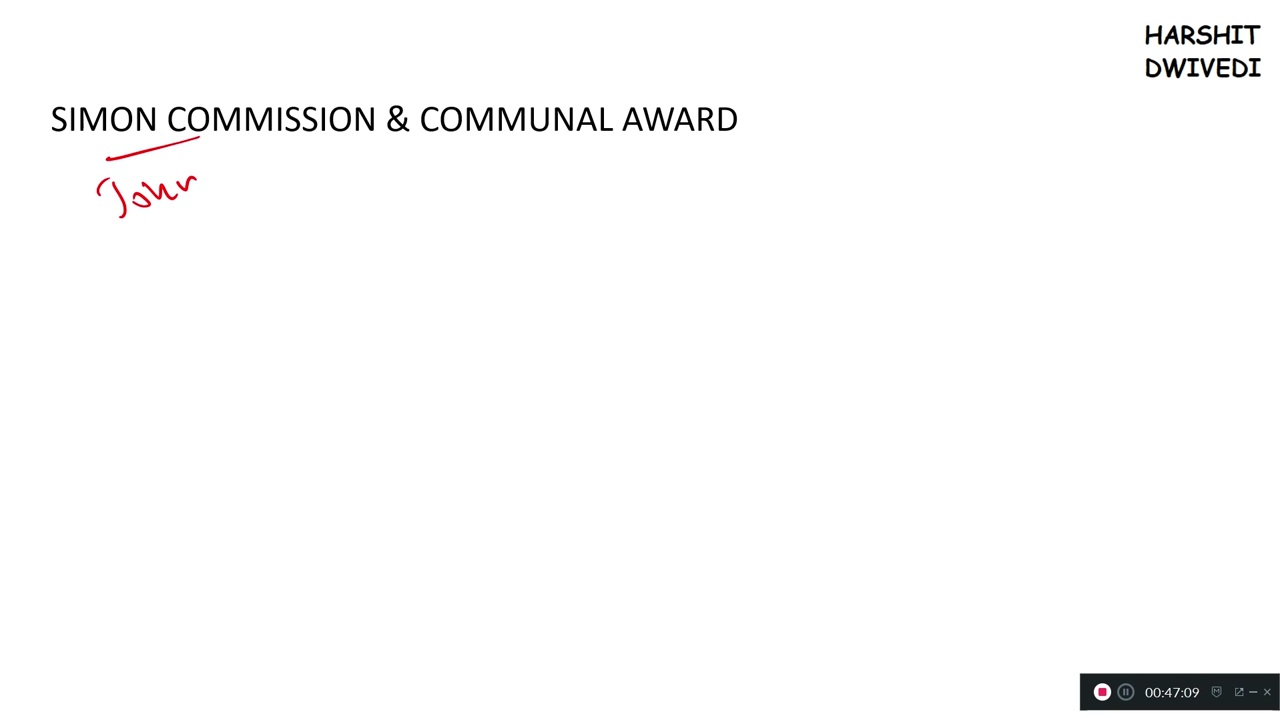 HARSHIT
DWIVEDI
SIMON COMMISSION & COMMUNAL AWARD
John
00:47:09